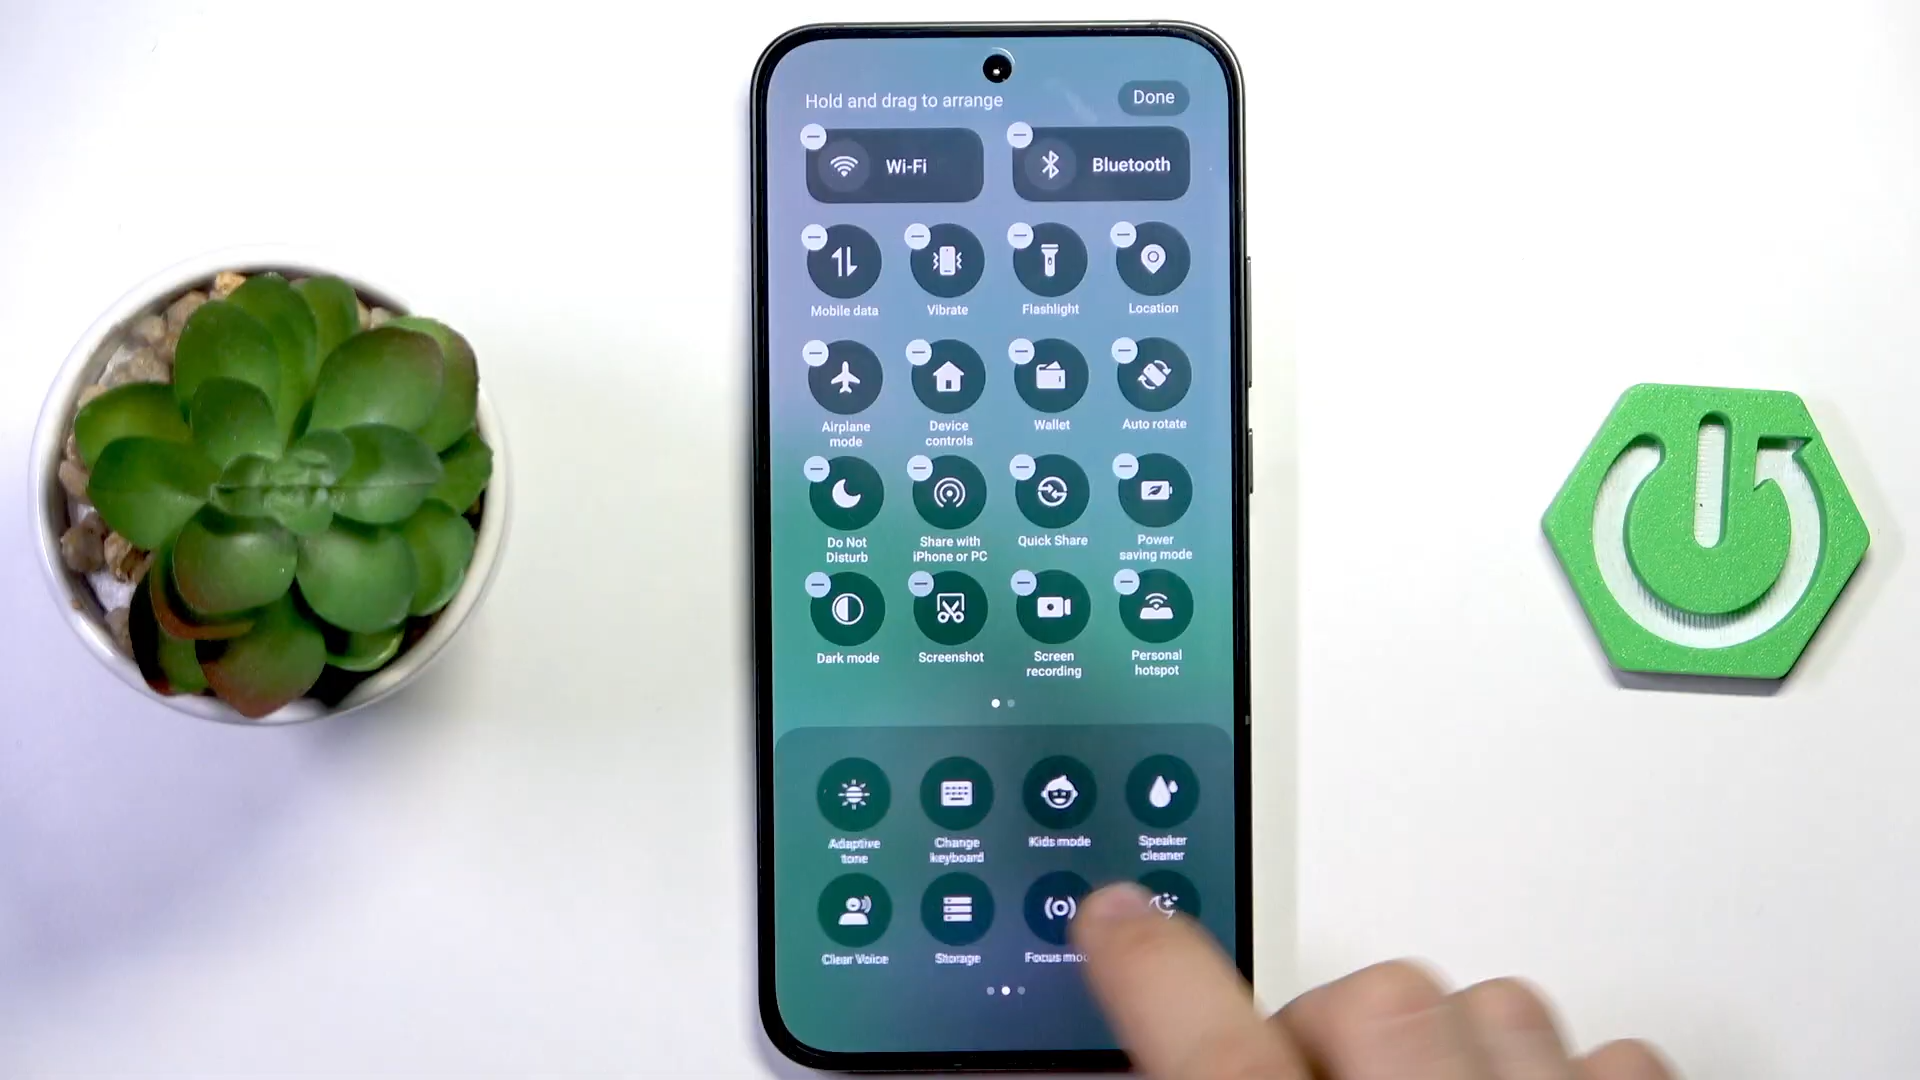 Hold and drag to arrange
Done
Wi-Fi
Bluetooth
Mobile data
Vibrate
Flashlight
Location
Airplane
mode
Device
controls
Wallet
Auto rotate
Do Not
Disturb
Share with
iPhone or PC
Quick Share
Power
saving mode
Dark mode
Screenshot
Screen
recording
Personal
hotspot
Adaptive
tone
Change
keyboard
Kids mode
Speaker
cleaner
Clear Voice
Storage
Focus mo